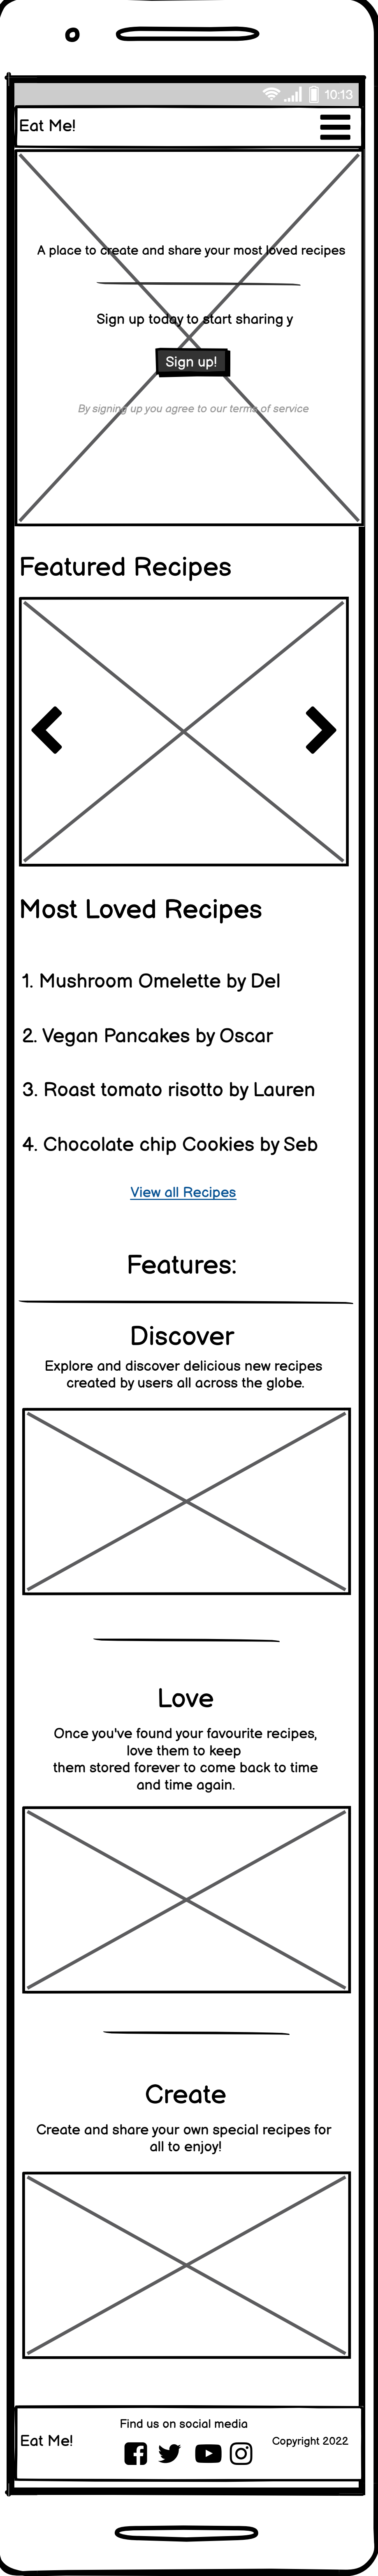 10:13
Eat Me!
A place to create and share your most loved recipes
Sign up today to start sharing y
Sign up!
By signing up you agree to our terms of service
Featured Recipes
Most Loved Recipes
1. Mushroom Omelette by Del
2. Vegan Pancakes by Oscar
3. Roast tomato risotto by Lauren
4. Chocolate chip Cookies by Seb
View all Recipes
Features:
Discover
Explore and discover delicious new recipes
created by users all across the globe.
Love
Once you've found your favourite recipes,
love them to keep
them stored forever to come back to time
and time again.
Create
Create and share your own special recipes for
all to enjoy!
Find us on social media
Eat Me!
Copyright 2022